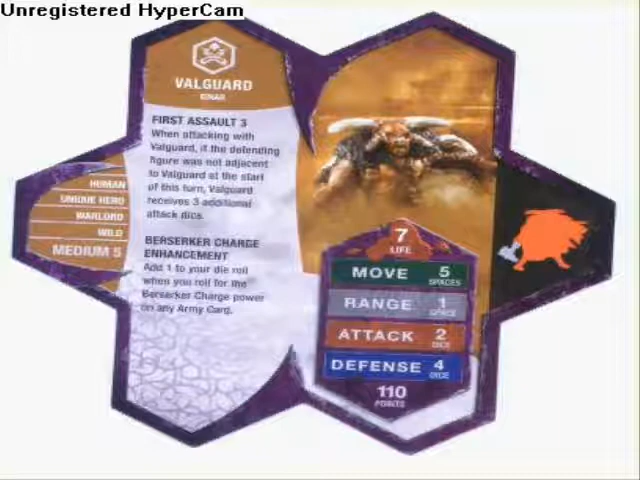 Unregistered HyperCam
VALGUARD
EINAR
FIRST ASSAULT 3
When attacking with
Valguard, if the defending
figure was not adjacent
to Valguard at the start
of this turn, Valguard
receives 3 additional
attack dice.
BERSERKER CHARGE
ENHANCEMENT
Add 1 to your die roll
when you roll for the
Berserker Charge power
on any Army Card.
HUMAN
UNIQUE HERO
WARLORD
WILD
MEDIUM 5
7
LIFE
MOVE 5
SPACES
RANGE 1
SPACE
ATTACK 2
DICE
DEFENSE 4
DICE
110
POINTS